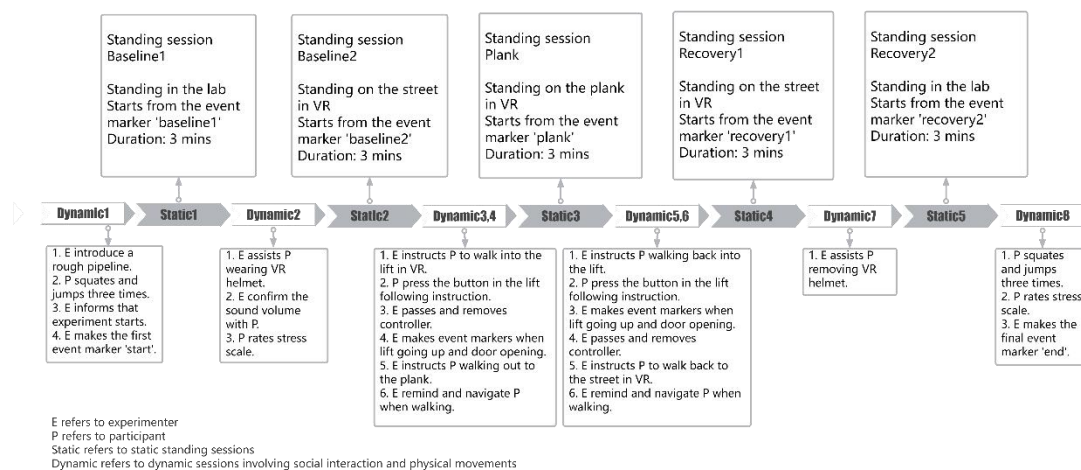 Standing session
Baseline1
Standing in the lab
Starts from the event
marker 'baseline1'
Duration: 3 mins
Standing session
Baseline2
Standing on the street
in VR
Starts from the event
marker 'baseline2'
Duration: 3 mins
Standing session
Plank
Standing on the plank
in VR
Starts from the event
marker 'plank'
Duration: 3 mins
Standing session
Recovery1
Standing on the street
in VR
Starts from the event
marker 'recovery1'
Duration: 3 mins
Standing session
Recovery2
Standing in the lab
Starts from the event
marker 'recovery2'
Duration: 3 mins
Dynamic1
Static1
Dynamic2
Static2
Dynamic3,4
Static3
Dynamic5,6
Static4
Dynamic7
Static5
Dynamic8
1. E introduce a
rough pipeline.
2. P squates and
jumps three times.
3. E informs that
experiment starts.
4. E makes the first
event marker 'start'.
1. E assists P
wearing VR
helmet.
2. E confirm the
sound volume
with P.
3. P rates stress
scale.
1. E instructs P to walk into the
lift in VR.
2. P press the button in the lift
following instruction.
3. E passes and removes
controller.
4. E makes event markers when
lift going up and door opening.
5. E instructs P walking out to
the plank.
6. E remind and navigate P
when walking.
1. E instructs P walking back into
the lift.
2. P press the button in the lift
following instruction.
3. E makes event markers when
lift going up and door opening.
4. E passes and removes
controller.
5. E instructs P to walk back to
the street in VR.
6. E remind and navigate P when
walking.
1. E assists P
removing VR
helmet.
1. P squates
and jumps
three times.
2. P rates stress
scale.
3. E makes the
final event
marker 'end'.
E refers to experimenter
P refers to participant
Static refers to static standing sessions
Dynamic refers to dynamic sessions involving social interaction and physical movements